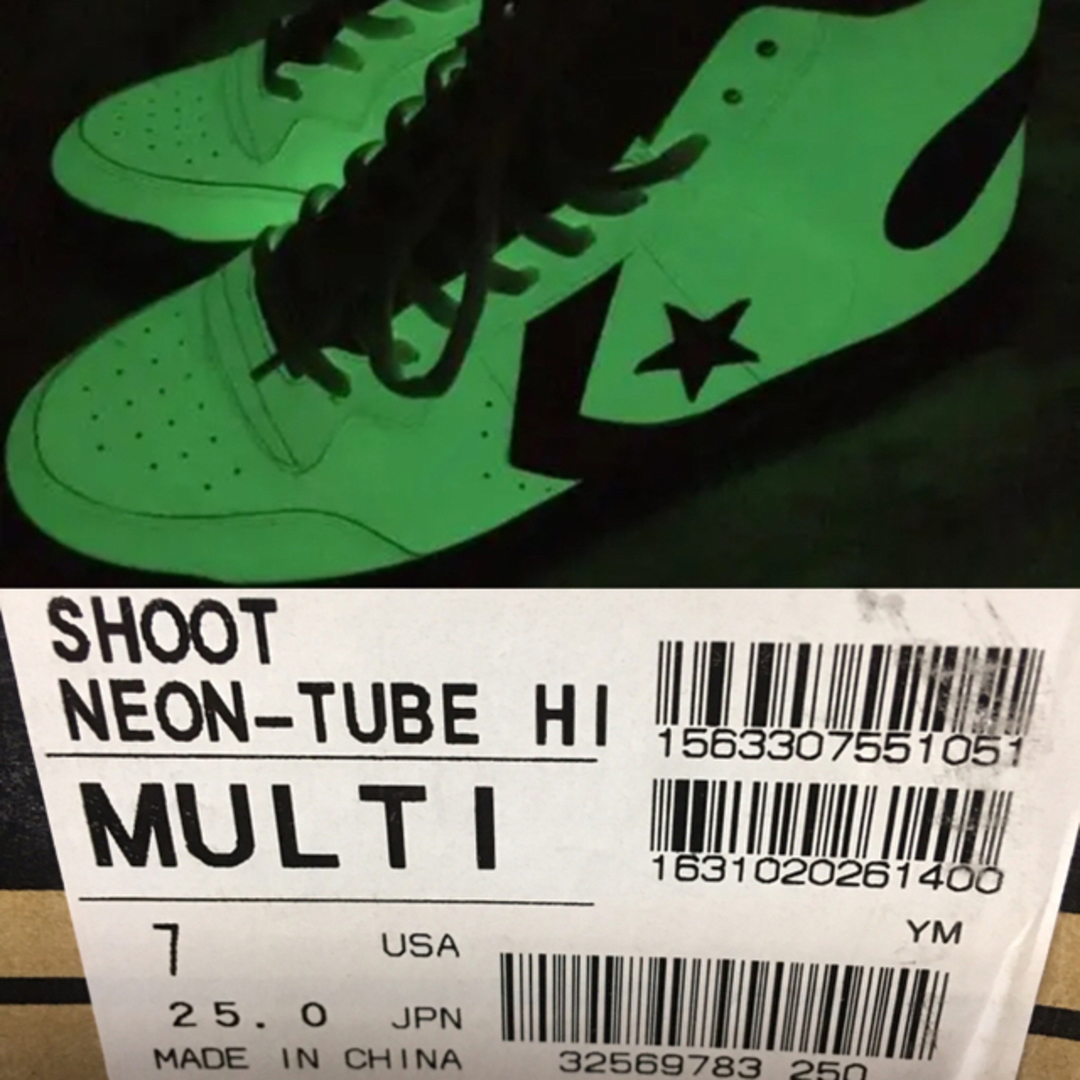 SHOOT
NEON-TUBE HI
1563307551051
MULTI
1631020261400
YM
7 USA
25.0 JPN
MADE IN CHINA
32569783 250